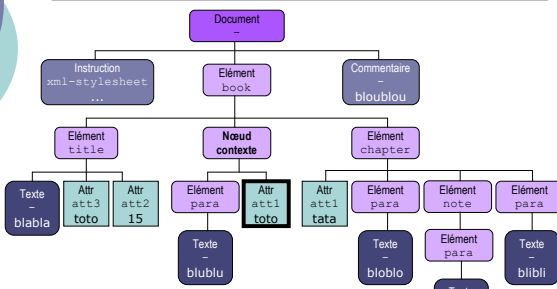 Document
–
Instruction
xml-stylesheet
...
Elément
book
Commentaire
–
bloublou
Elément
title
Nœud
contexte
Elément
chapter
Texte
–
blabla
Attr
att3
toto
Attr
att2
15
Elément
para
Attr
att1
toto
Attr
att1
tata
Elément
para
Elément
note
Elément
para
Texte
–
blublu
Texte
–
bloblo
Elément
para
Texte
–
blibli